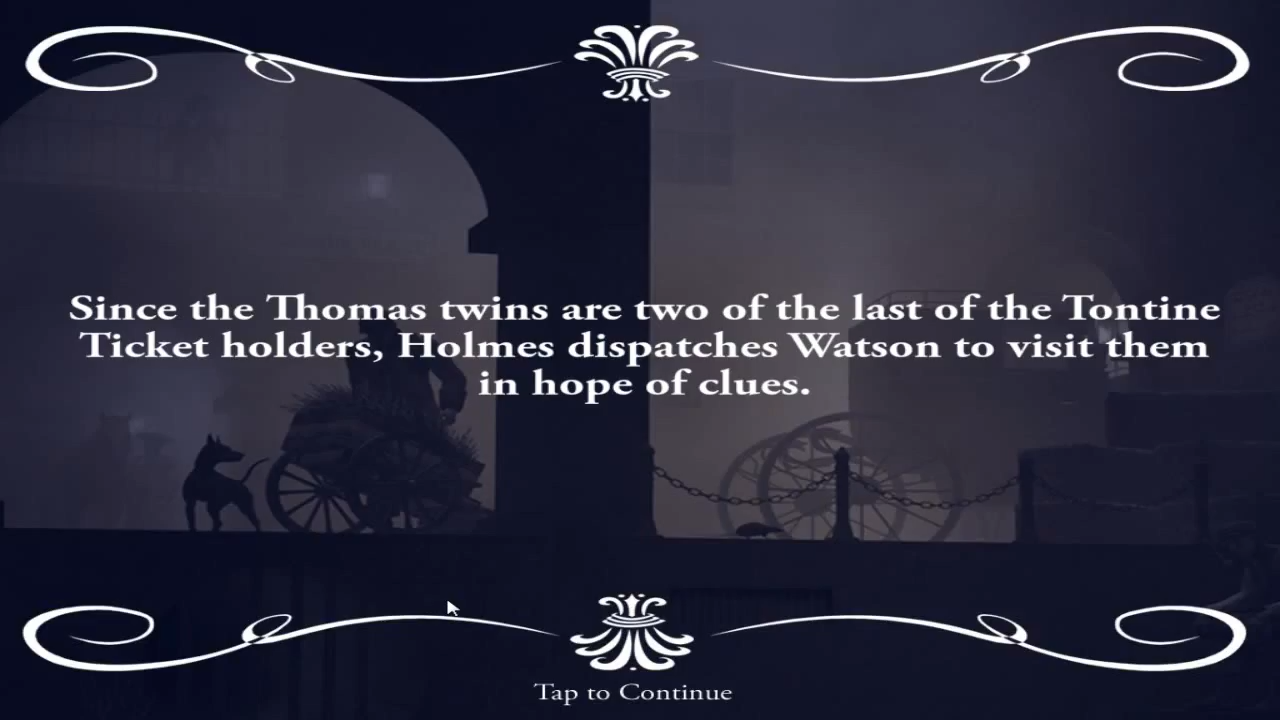 Since the Thomas twins are two of the last of the Tontine
Ticket holders, Holmes dispatches Watson to visit them
in hope of clues.
Tap to Continue